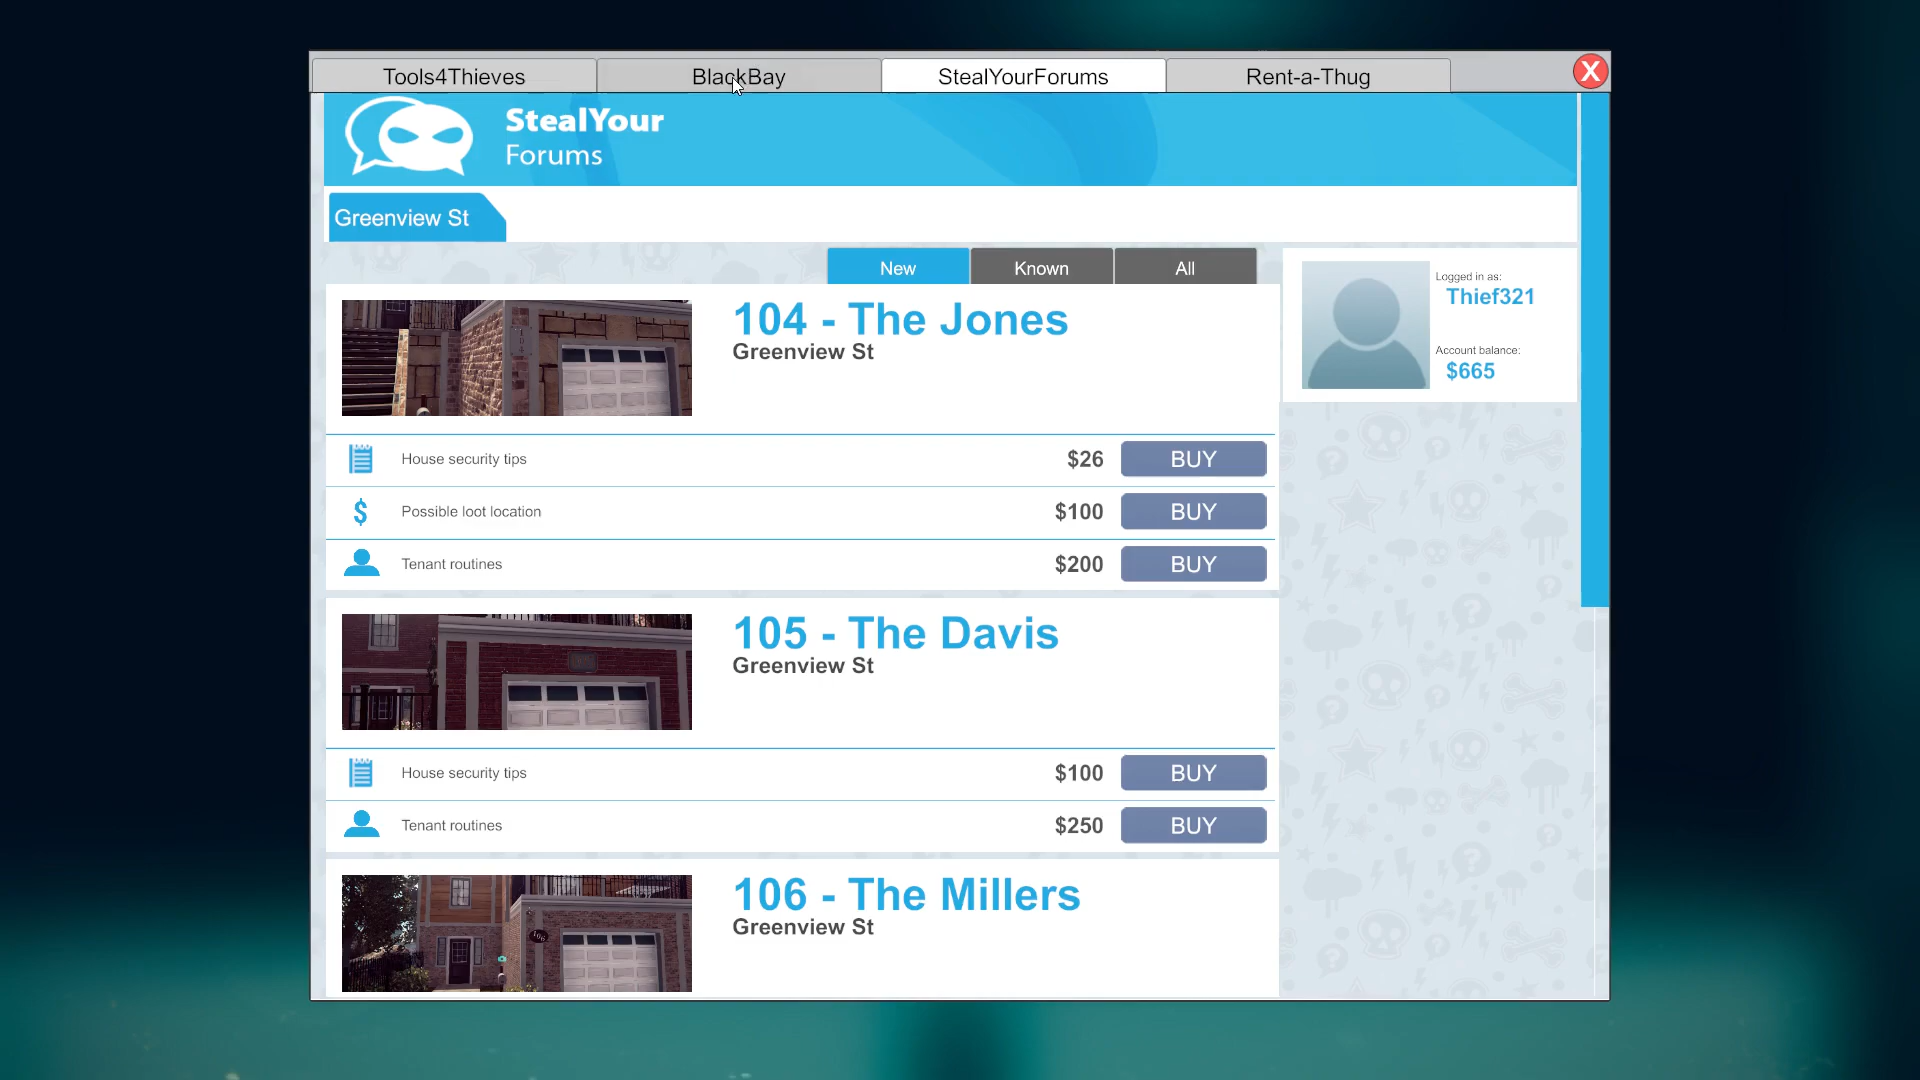 Tools4Thieves
BlackBay
StealYourForums
Rent-a-Thug
X
StealYour
Forums
Greenview St
New
Known
All
Logged in as:
Thief321
Account balance:
$665
104 - The Jones
Greenview St
House security tips
$26
BUY
Possible loot location
$100
BUY
Tenant routines
$200
BUY
105 - The Davis
Greenview St
House security tips
$100
BUY
Tenant routines
$250
BUY
106 - The Millers
Greenview St
106